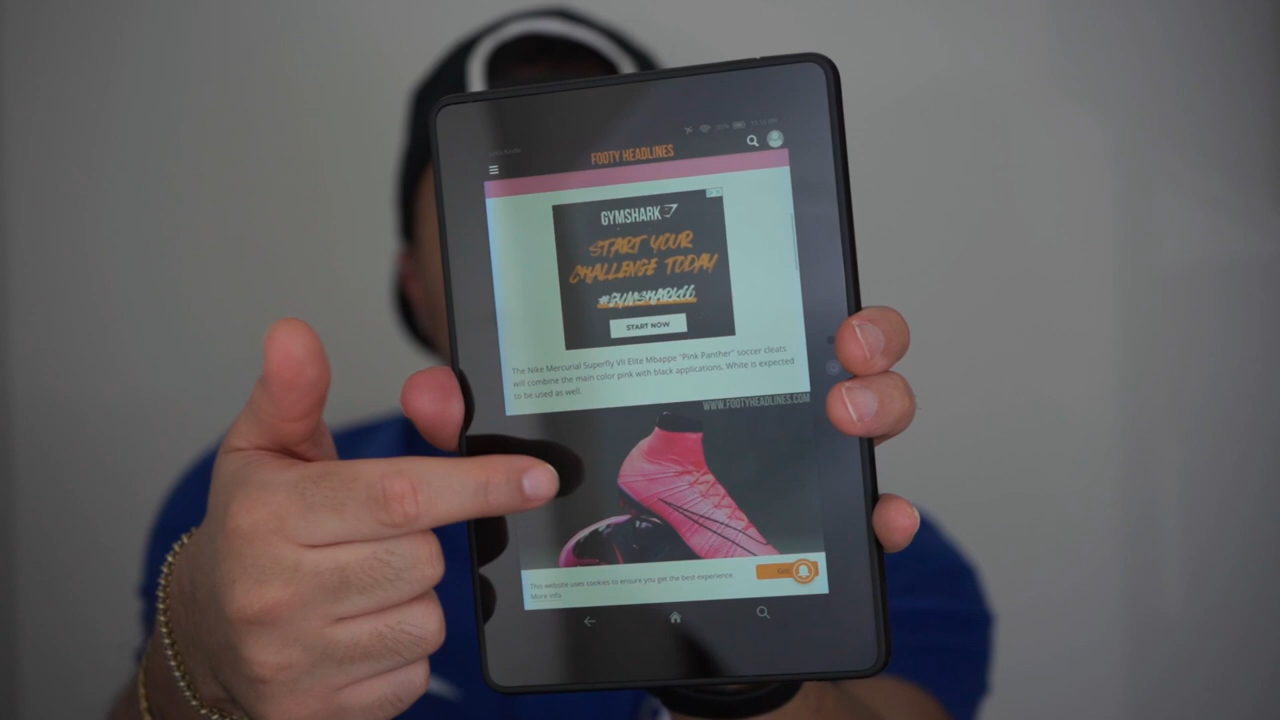 FOOTY HEADLINES
GYMSHARK
START YOUR
CHALLENGE TODAY
#GYMSHARK66
START NOW
The Nike Mercurial Superfly VII Elite Mbappe "Pink Panther" soccer cleats
will combine the main color pink with black applications. White is expected
to be used as well.
WWW.FOOTYHEADLINES.COM
This website uses cookies to ensure you get the best experience.
More info